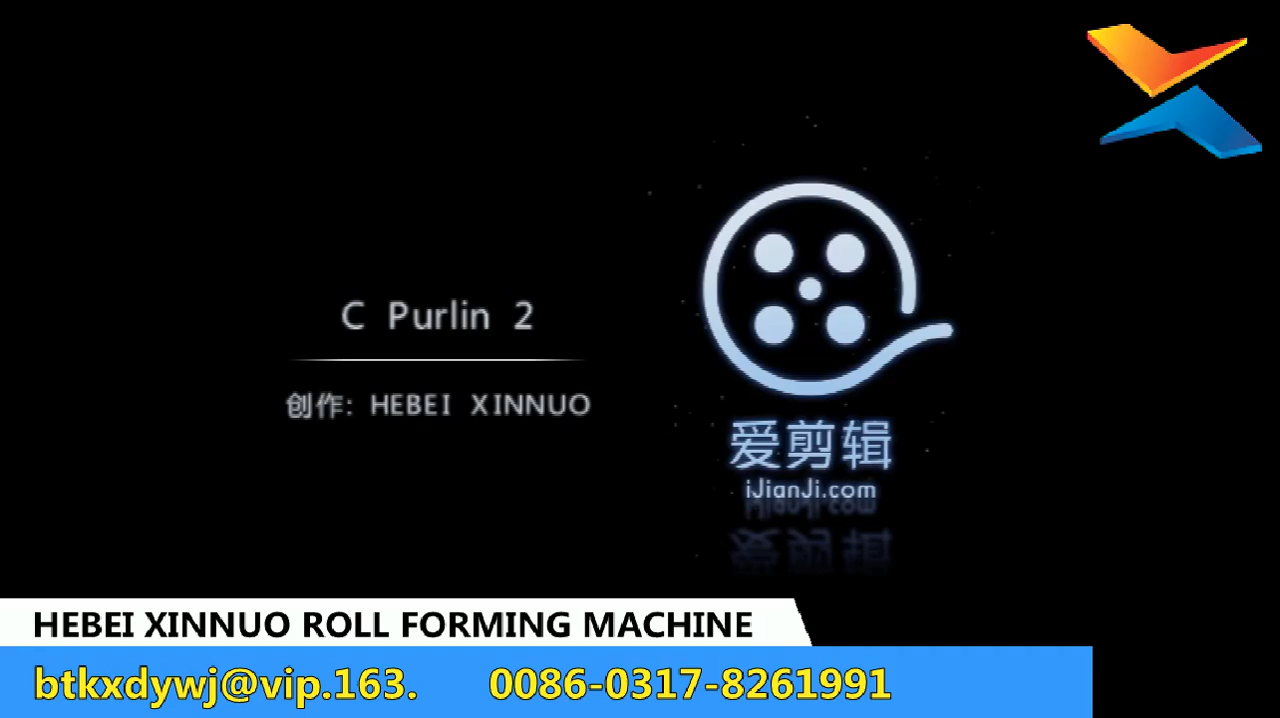 C Purlin 2
创作: HEBEI XINNUO
爱剪辑
iJianJi.com
HEBEI XINNUO ROLL FORMING MACHINE
btkxdywj@vip.163. 0086-0317-8261991